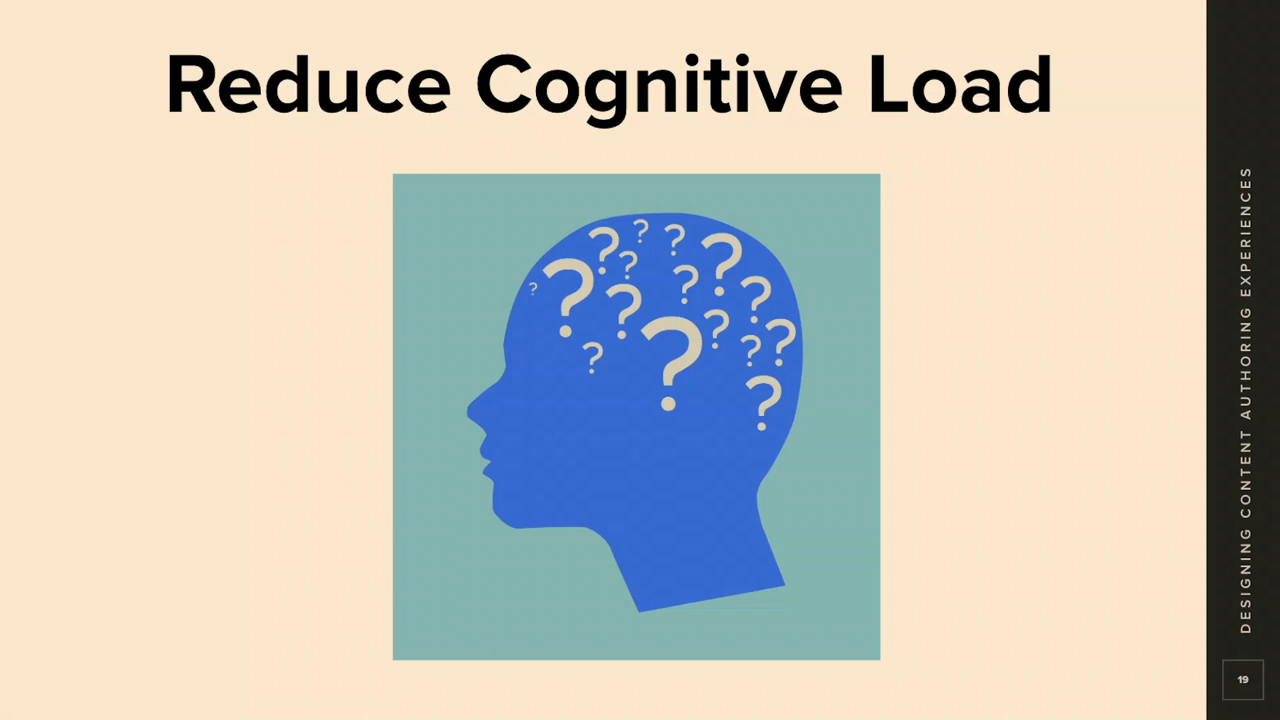 Reduce Cognitive Load
? ? ? ? ? ? ? ? ? ? ? ? ? ? ? ? ?
DESIGNING CONTENT AUTHORING EXPERIENCES
19